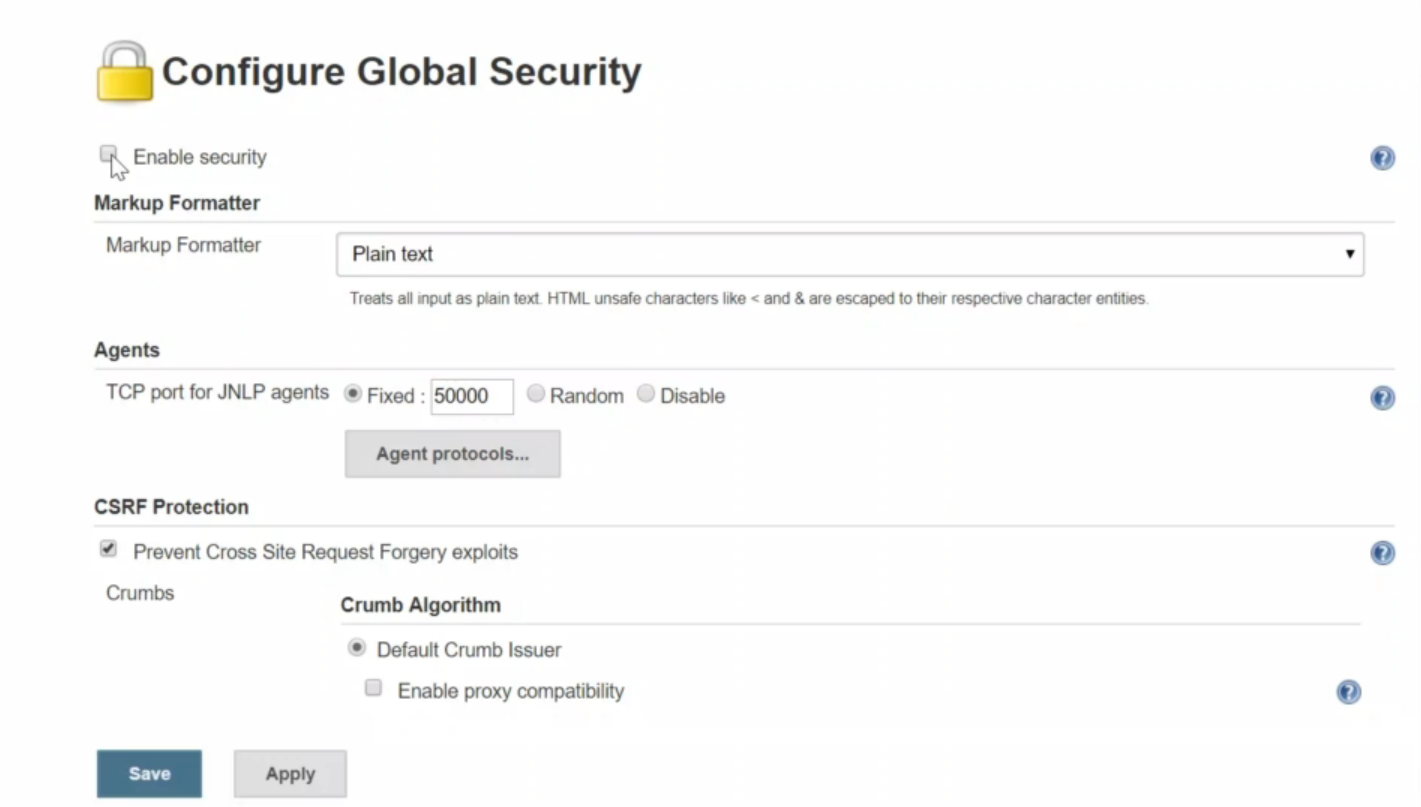 Configure Global Security
Enable security
Markup Formatter
Markup Formatter Plain text
Treats all input as plain text. HTML unsafe characters like < and & are escaped to their respective character entities.
Agents
TCP port for JNLP agents Fixed : 50000 Random Disable
Agent protocols...
CSRF Protection
Prevent Cross Site Request Forgery exploits
Crumbs
Crumb Algorithm
Default Crumb Issuer
Enable proxy compatibility
Save Apply